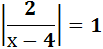 |2/(x − 4)| = 1